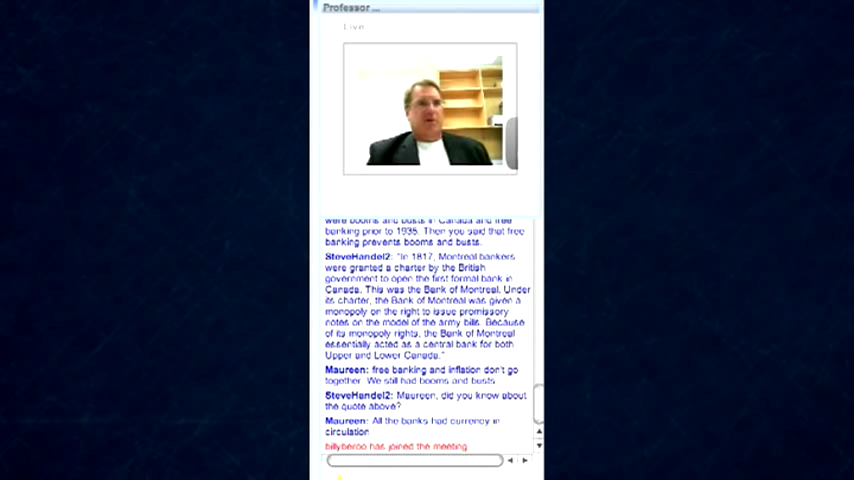 Professor ...
Live
were booms and busts in Canada and free
banking prior to 1935. Then you said that free
banking prevents booms and busts.
SteveHandel2: "In 1817, Montreal bankers
were granted a charter by the British
government to open the first formal bank in
Canada. This was the Bank of Montreal. Under
its charter, the Bank of Montreal was given a
monopoly on the right to issue promissory
notes on the model of the army bills. Because
of its monopoly rights, the Bank of Montreal
essentially acted as a central bank for both
Upper and Lower Canada."
Maureen: free banking and inflation don't go
together. We still had booms and busts
SteveHandel2: Maureen, did you know about
the quote above?
Maureen: All the banks had currency in
circulation
billyberoo has joined the meeting